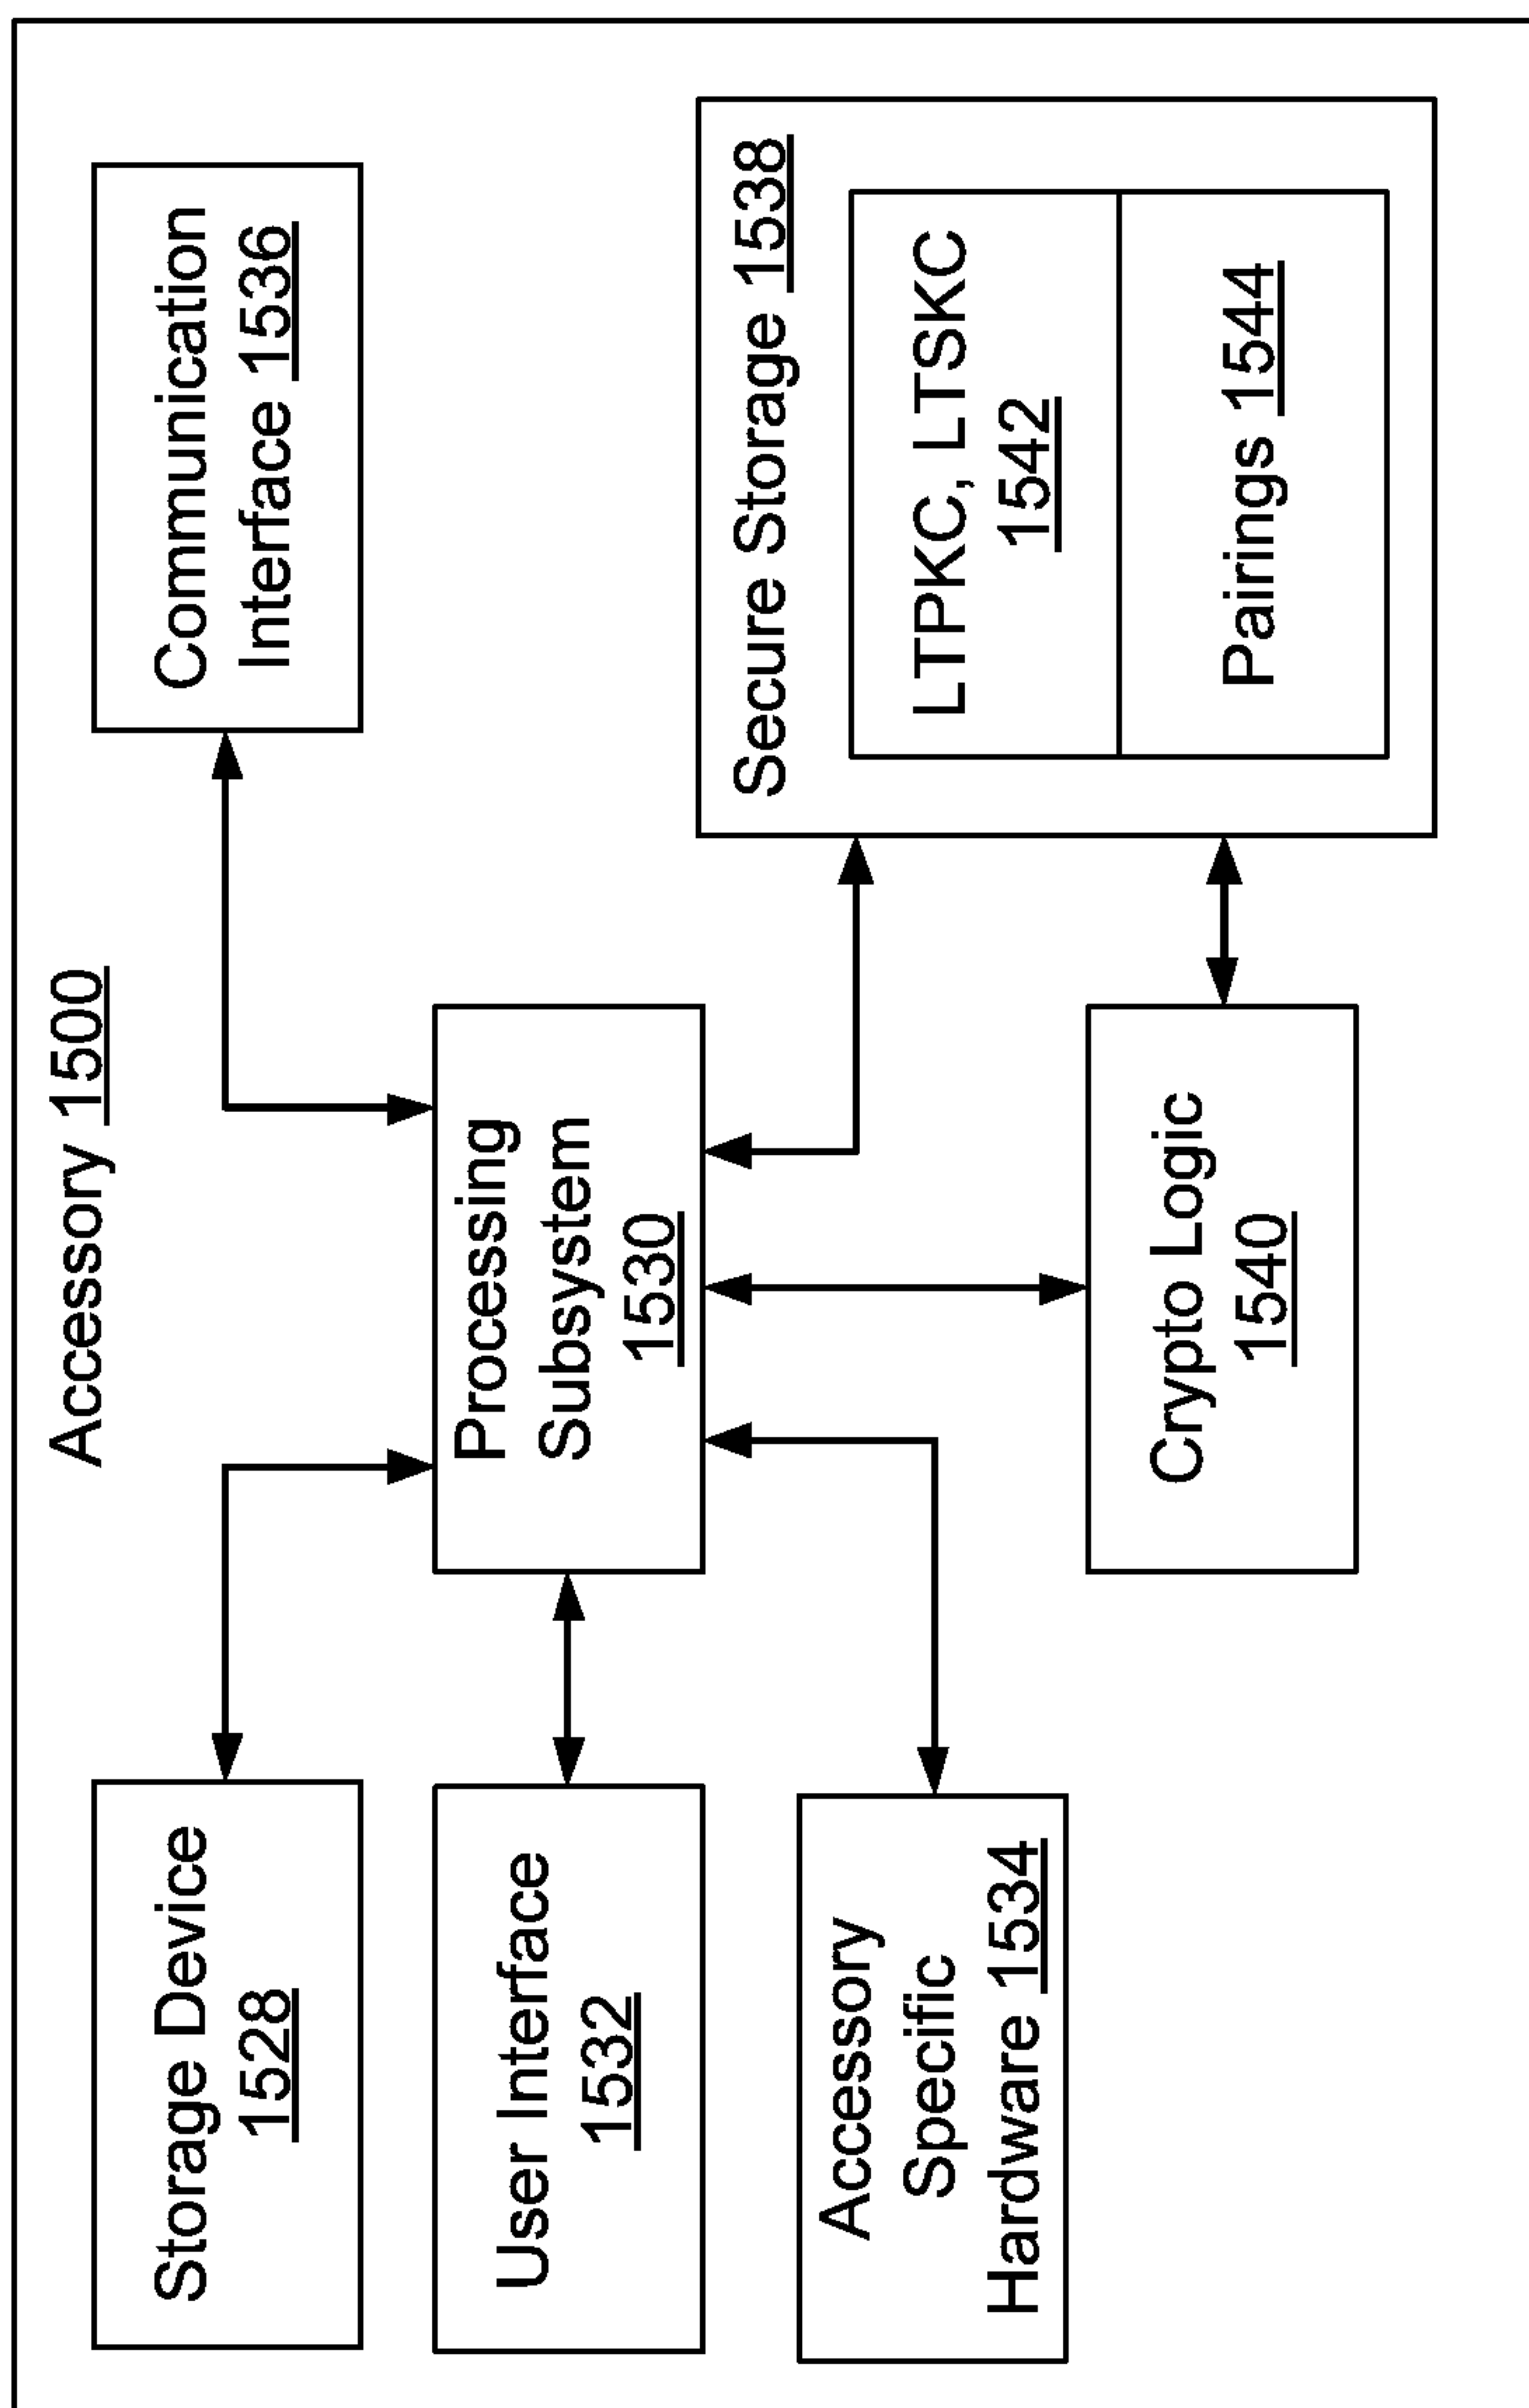 Accessory 1500
Storage Device
1528
Communication
Interface 1536
User Interface
1532
Processing
Subsystem
1530
Accessory
Specific
Hardware 1534
Secure Storage 1538
LTPKC, LTSKC
1542
Pairings 1544
Crypto Logic
1540